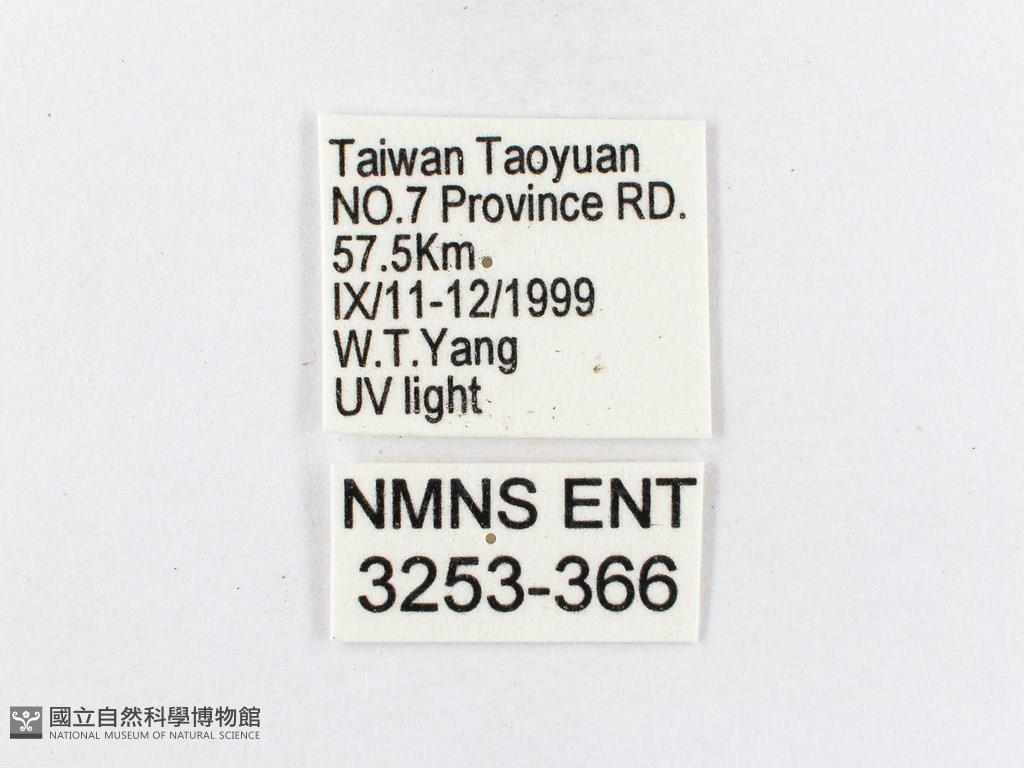 Taiwan Taoyuan
NO.7 Province RD.
57.5Km
IX/11-12/1999
W.T.Yang
UV light
NMNS ENT
3253-366
國立自然科學博物館
NATIONAL MUSEUM OF NATURAL SCIENCE